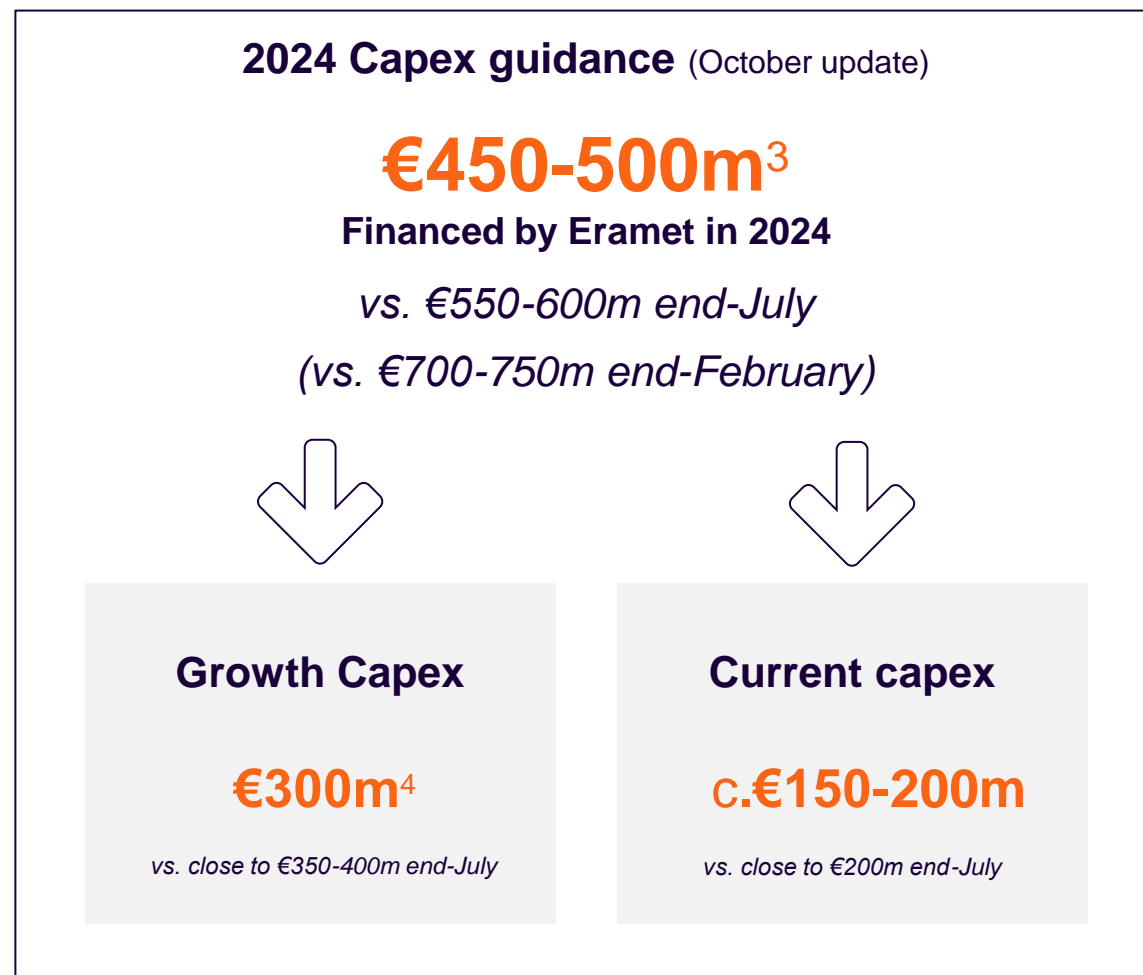 2024 Capex guidance (October update)
€450-500m3
Financed by Eramet in 2024
vs. €550-600m end-July
(vs. €700-750m end-February)
Growth Capex
€300m4
vs. close to €350-400m end-July
Current capex
c.€150-200m
vs. close to €200m end-July